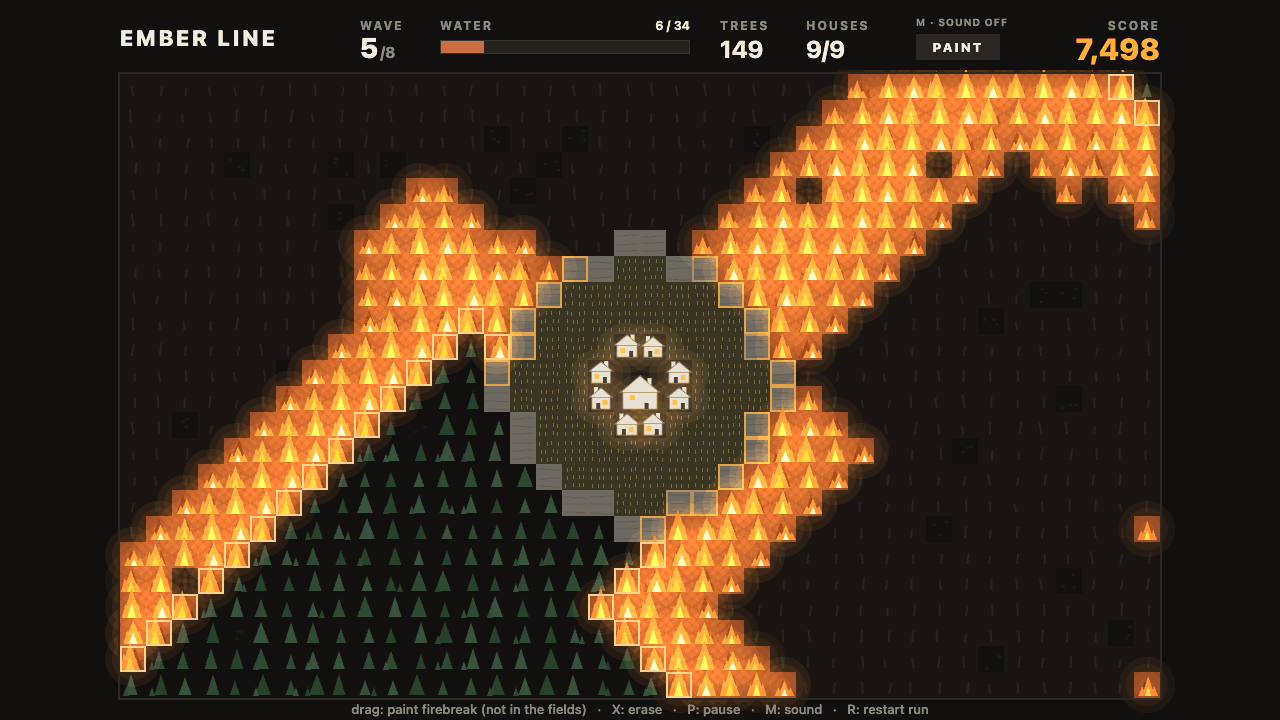 EMBER LINE
WAVE
5/8
WATER
6 / 34
TREES
149
HOUSES
9/9
M · SOUND OFF
PAINT
SCORE
7,498
drag: paint firebreak (not in the fields) · X: erase · P: pause · M: sound · R: restart run